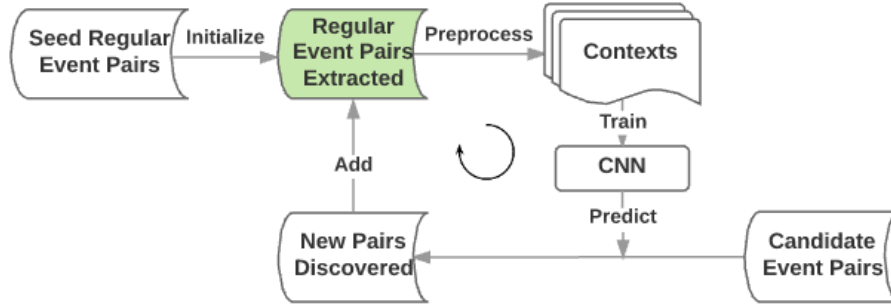 Seed Regular
Event Pairs
Initialize
Regular
Event Pairs
Extracted
Preprocess
Contexts
Train
CNN
Predict
Add
New Pairs
Discovered
Candidate
Event Pairs